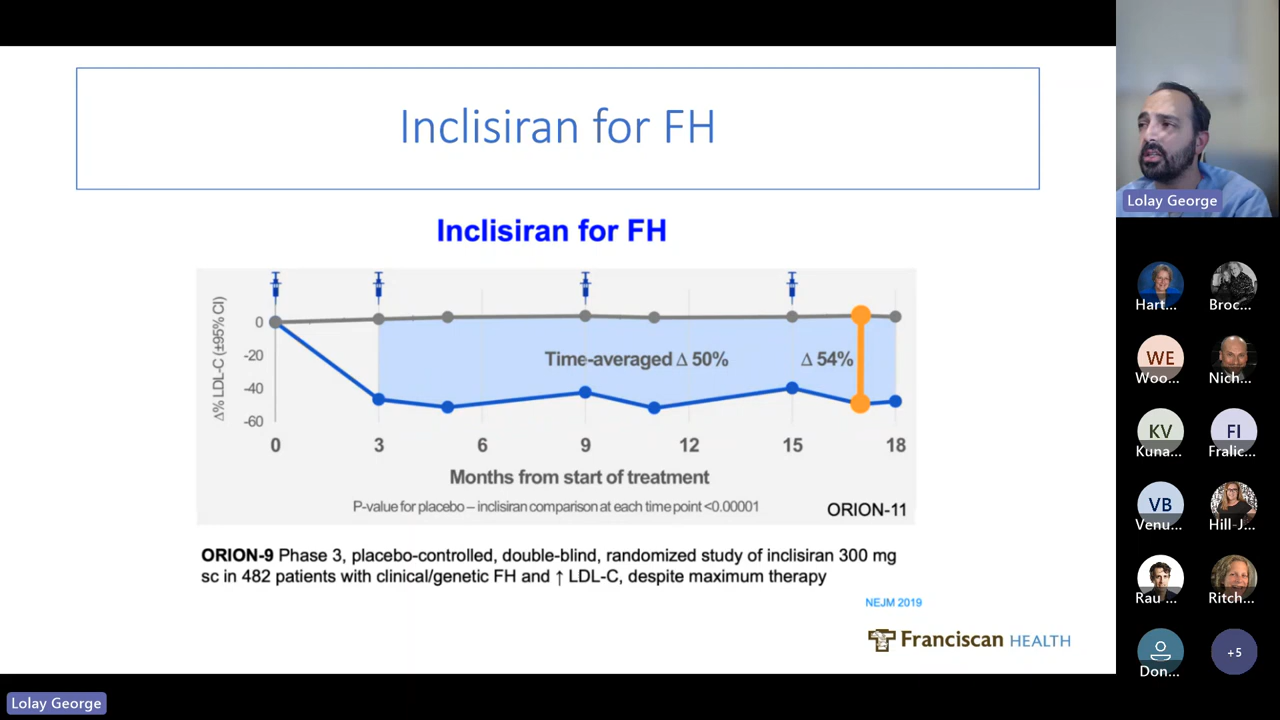 Inclisiran for FH
Inclisiran for FH
Δ% LDL-C (±95% CI)
0
-20
-40
-60
Time-averaged Δ 50%
Δ 54%
0 3 6 9 12 15 18
Months from start of treatment
P-value for placebo – inclisiran comparison at each time point <0.00001
ORION-11
ORION-9 Phase 3, placebo-controlled, double-blind, randomized study of inclisiran 300 mg
sc in 482 patients with clinical/genetic FH and ↑ LDL-C, despite maximum therapy
NEJM 2019
Franciscan HEALTH
Lolay George
Lolay George
Hart...
Broc...
WE
Woo...
Nich...
KV
Kuna...
FI
Fralic...
VB
Venu...
Hill-J...
Rau ...
Ritch...
Don...
+5